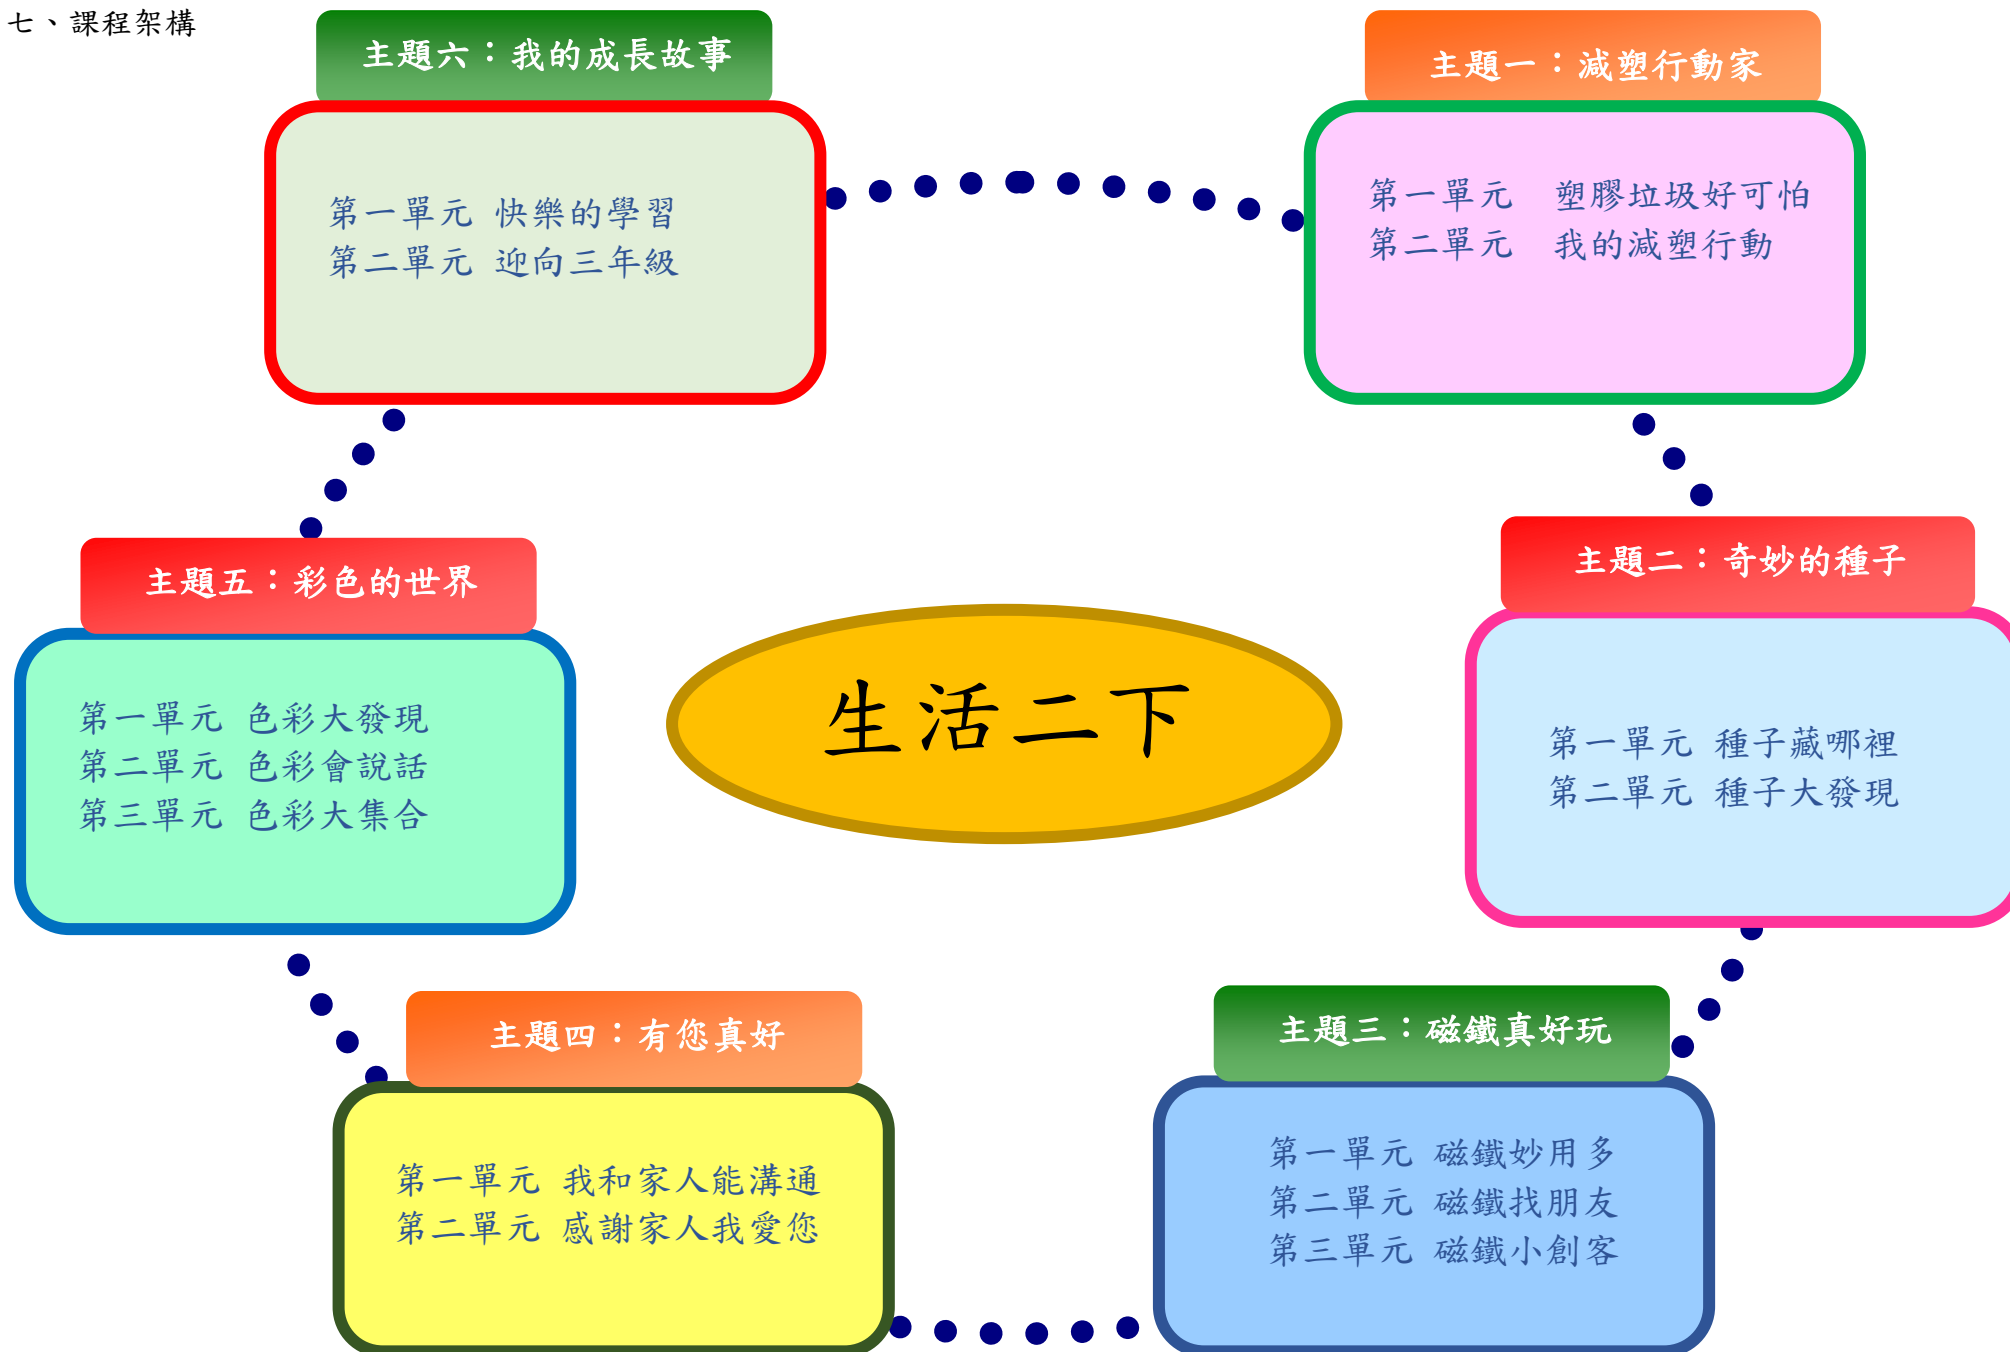 七、課程架構
主題六：我的成長故事
第一單元 快樂的學習
第二單元 迎向三年級
主題一：減塑行動家
第一單元　塑膠垃圾好可怕
第二單元　我的減塑行動
主題五：彩色的世界
第一單元 色彩大發現
第二單元 色彩會說話
第三單元 色彩大集合
生活二下
主題二：奇妙的種子
第一單元 種子藏哪裡
第二單元 種子大發現
主題四：有您真好
第一單元 我和家人能溝通
第二單元 感謝家人我愛您
主題三：磁鐵真好玩
第一單元 磁鐵妙用多
第二單元 磁鐵找朋友
第三單元 磁鐵小創客